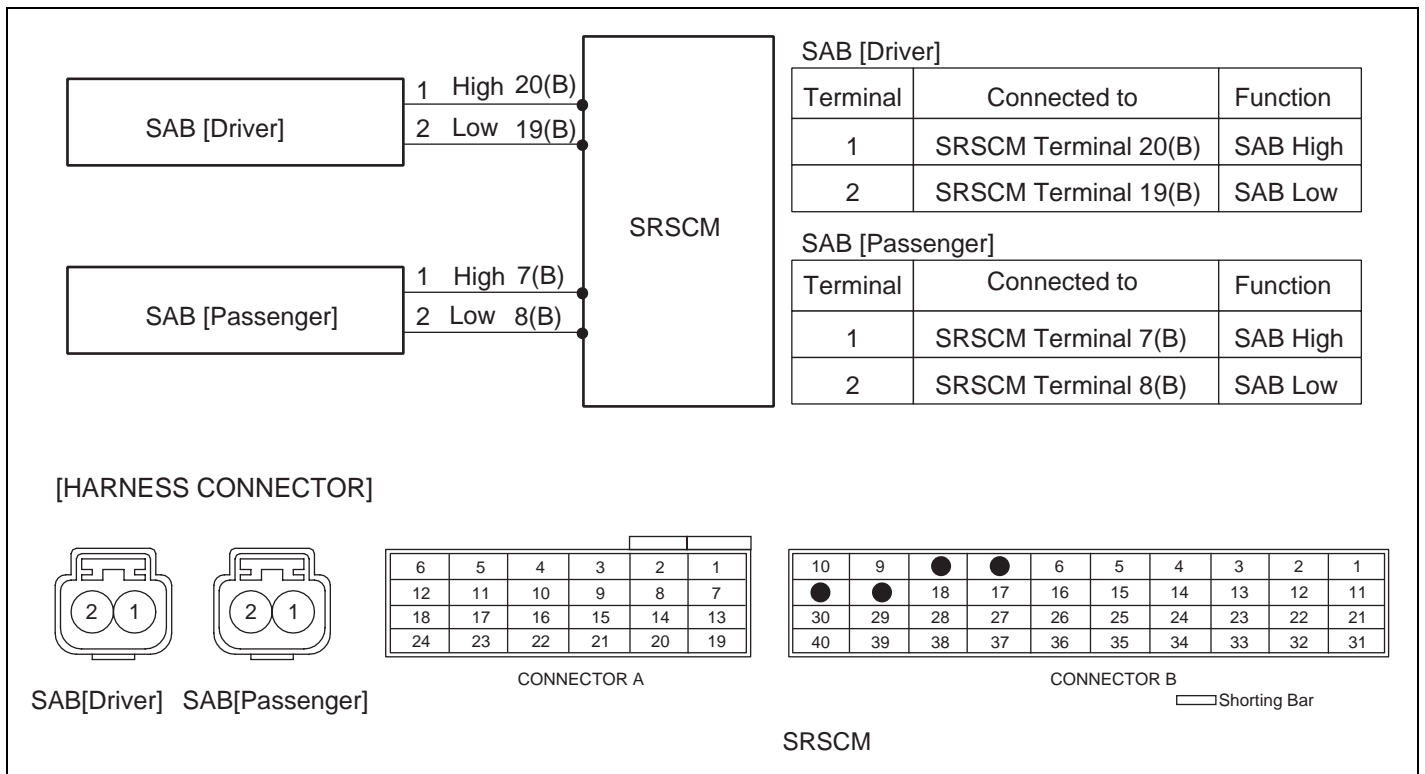 SAB [Driver]
1 High 20(B)
2 Low 19(B)
SAB [Passenger]
1 High 7(B)
2 Low 8(B)
SRSCM
SAB [Driver]
Terminal Connected to Function
1 SRSCM Terminal 20(B) SAB High
2 SRSCM Terminal 19(B) SAB Low
SAB [Passenger]
Terminal Connected to Function
1 SRSCM Terminal 7(B) SAB High
2 SRSCM Terminal 8(B) SAB Low
[HARNESS CONNECTOR]
2 1
SAB[Driver]
2 1
SAB[Passenger]
6 5 4 3 2 1
12 11 10 9 8 7
18 17 16 15 14 13
24 23 22 21 20 19
CONNECTOR A
10 9 6 5 4 3 2 1
18 17 16 15 14 13 12 11
30 29 28 27 26 25 24 23 22 21
40 39 38 37 36 35 34 33 32 31
CONNECTOR B
Shorting Bar
SRSCM